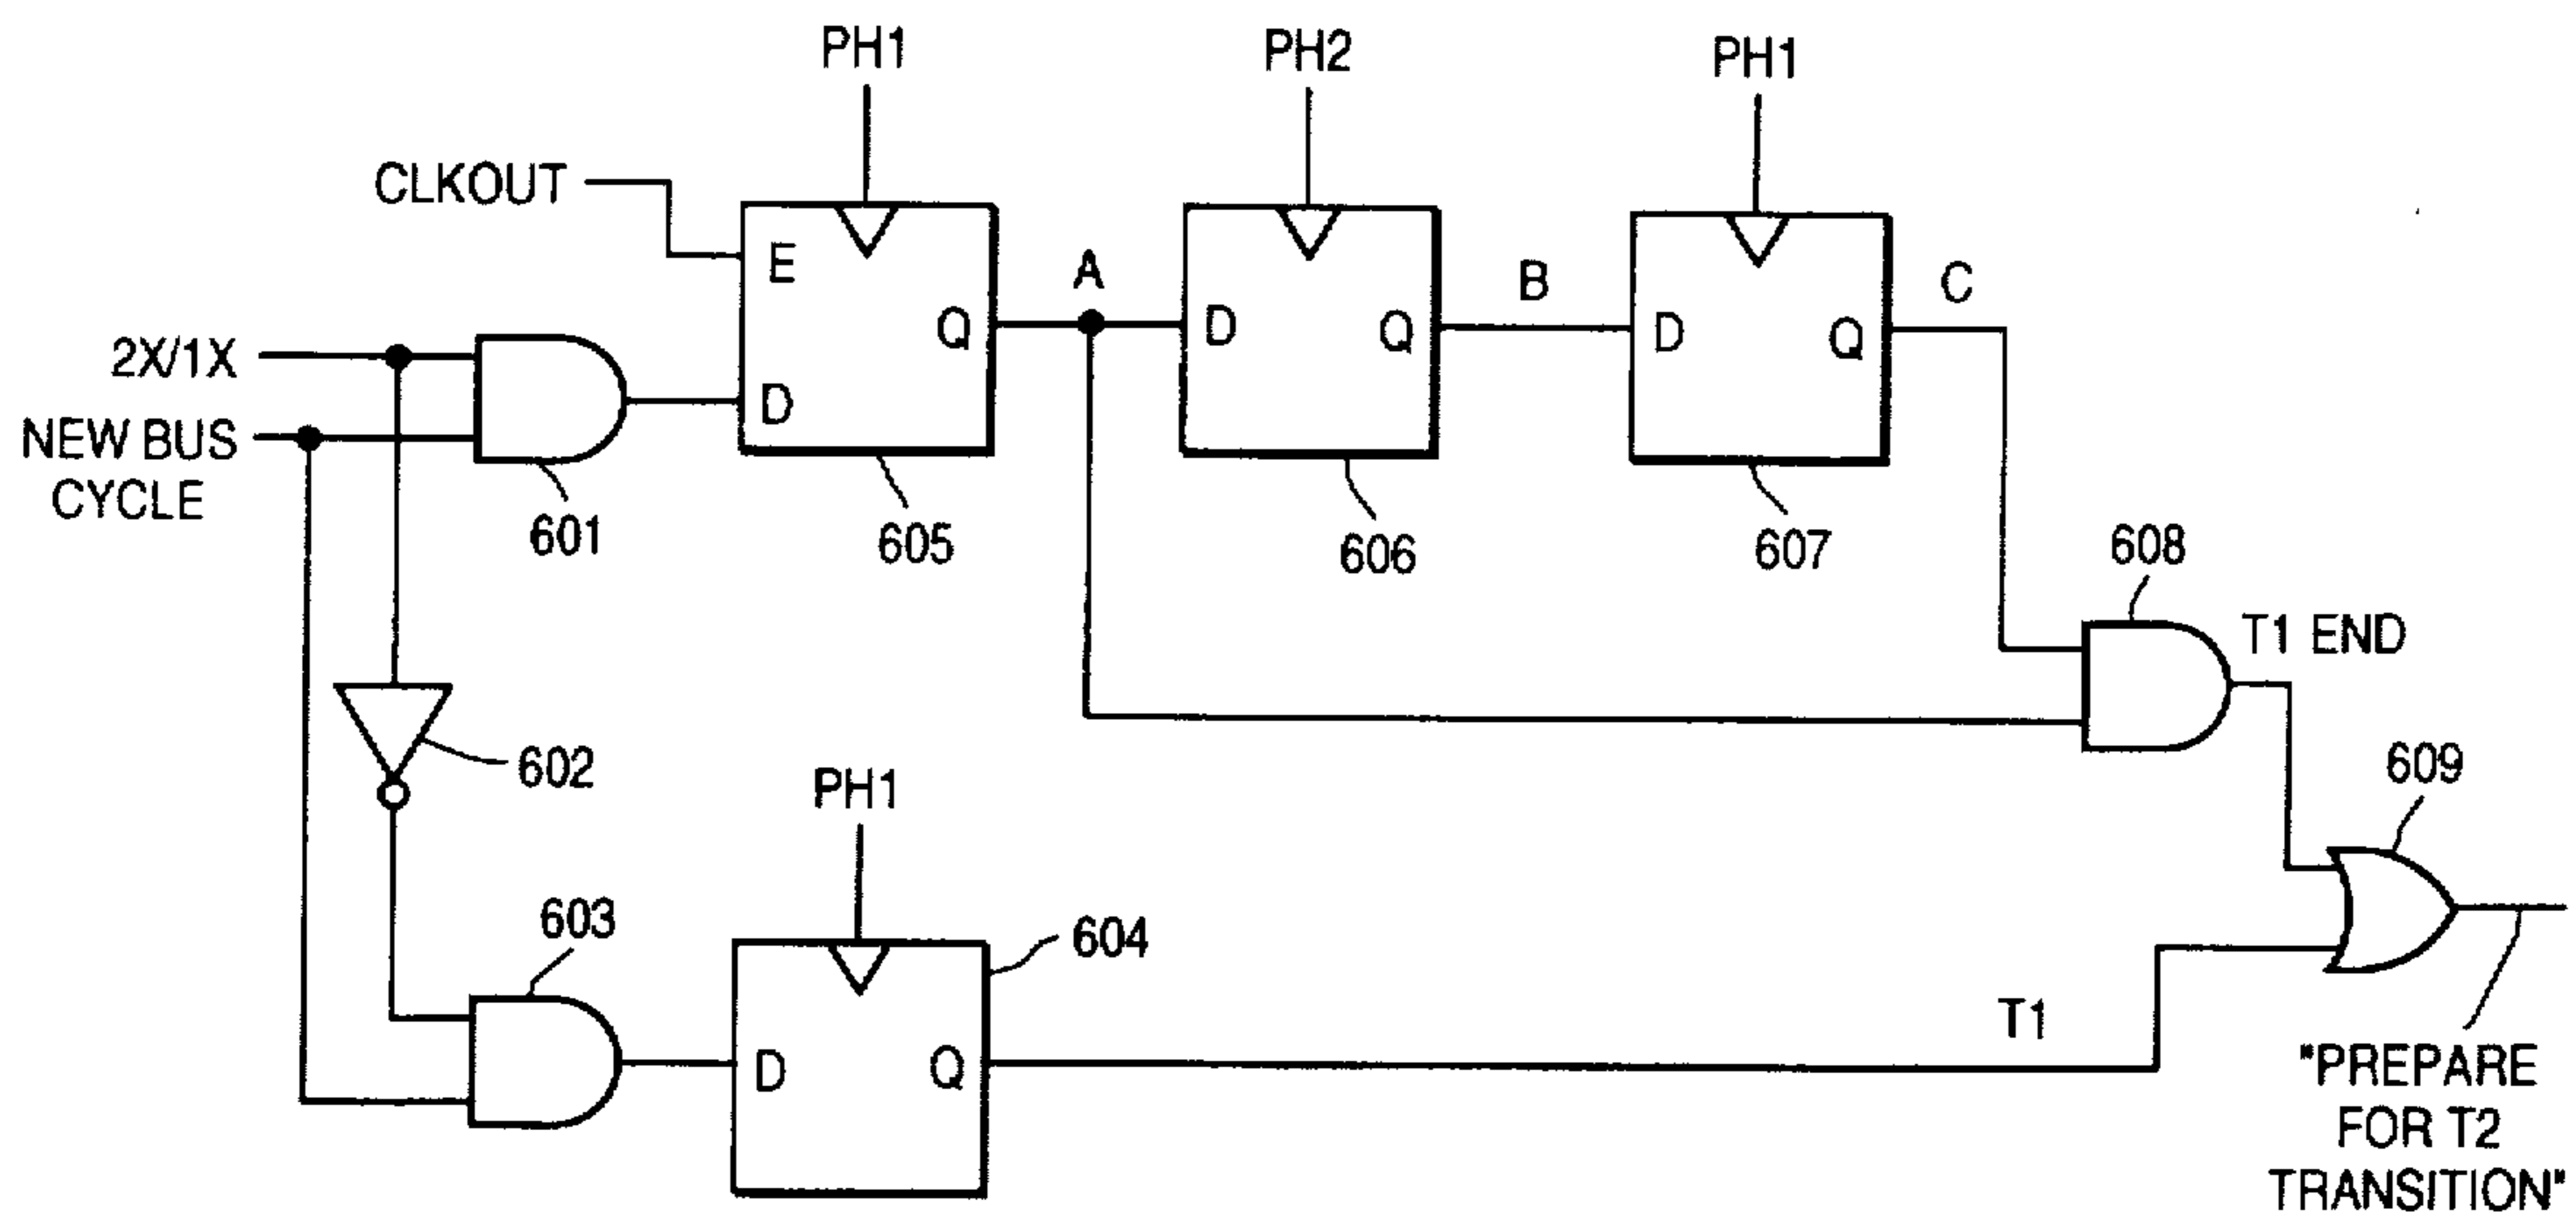 PH1
PH2
PH1
CLKOUT
E
A
B
C
D
Q
D
Q
D
Q
2X/1X
NEW BUS
CYCLE
601
605
606
607
608
T1 END
602
PH1
609
603
604
D
Q
T1
"PREPARE
FOR T2
TRANSITION"